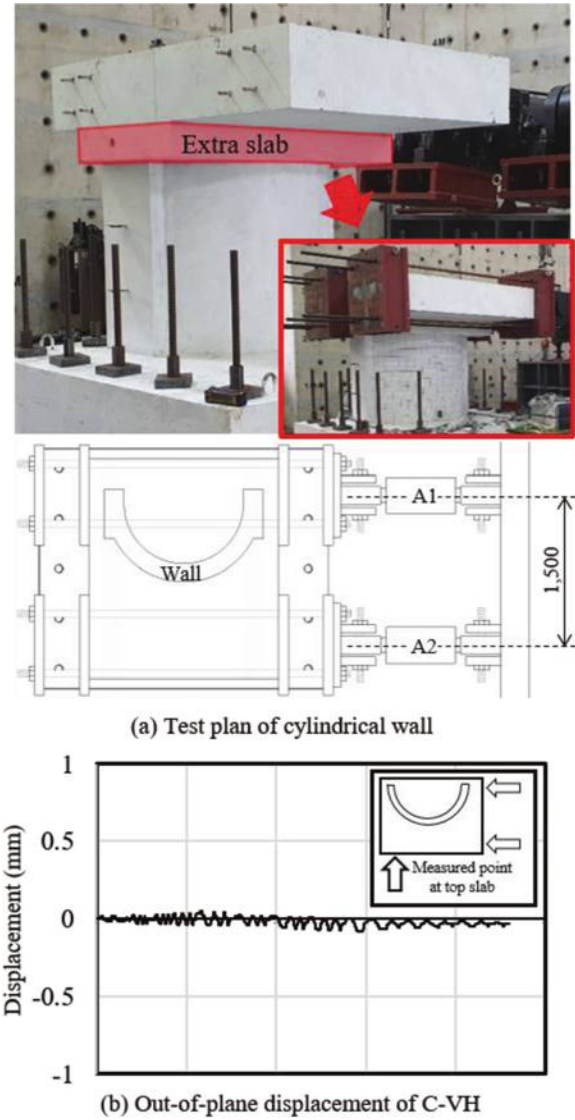 Extra slab
A1
Wall
1,500
A2
(a) Test plan of cylindrical wall
1
0.5
0
-0.5
-1
Displacement (mm)
Measured point
at top slab
(b) Out-of-plane displacement of C-VH